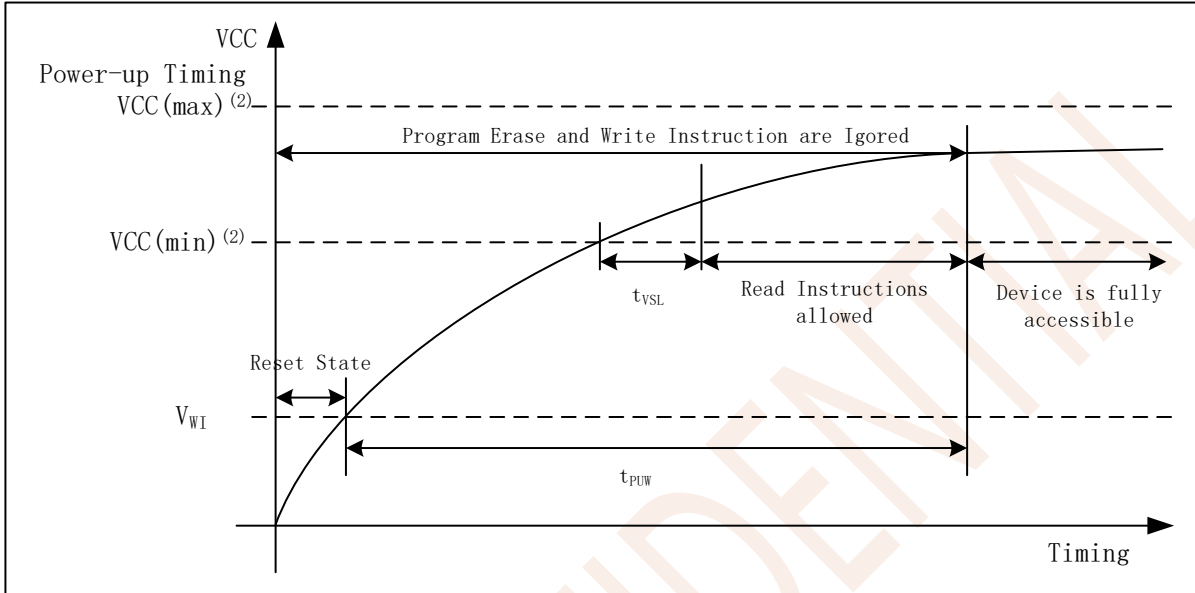 VCC
Power-up Timing
VCC(max)(2)
Program Erase and Write Instruction are Igored
VCC(min)(2)
tVSL
Read Instructions
allowed
Device is fully
accessible
Reset State
VWI
tPUW
Timing